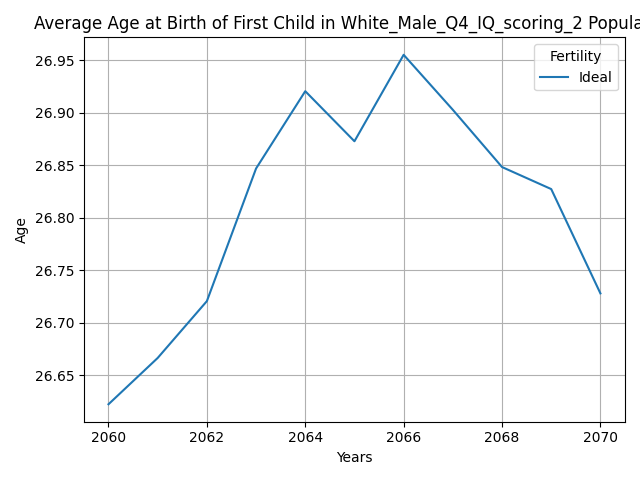 Average Age at Birth of First Child in White_Male_Q4_IQ_scoring_2 Popula
Fertility
Ideal
26.95
26.90
26.85
26.80
26.75
26.70
26.65
Age
2060 2062 2064 2066 2068 2070
Years